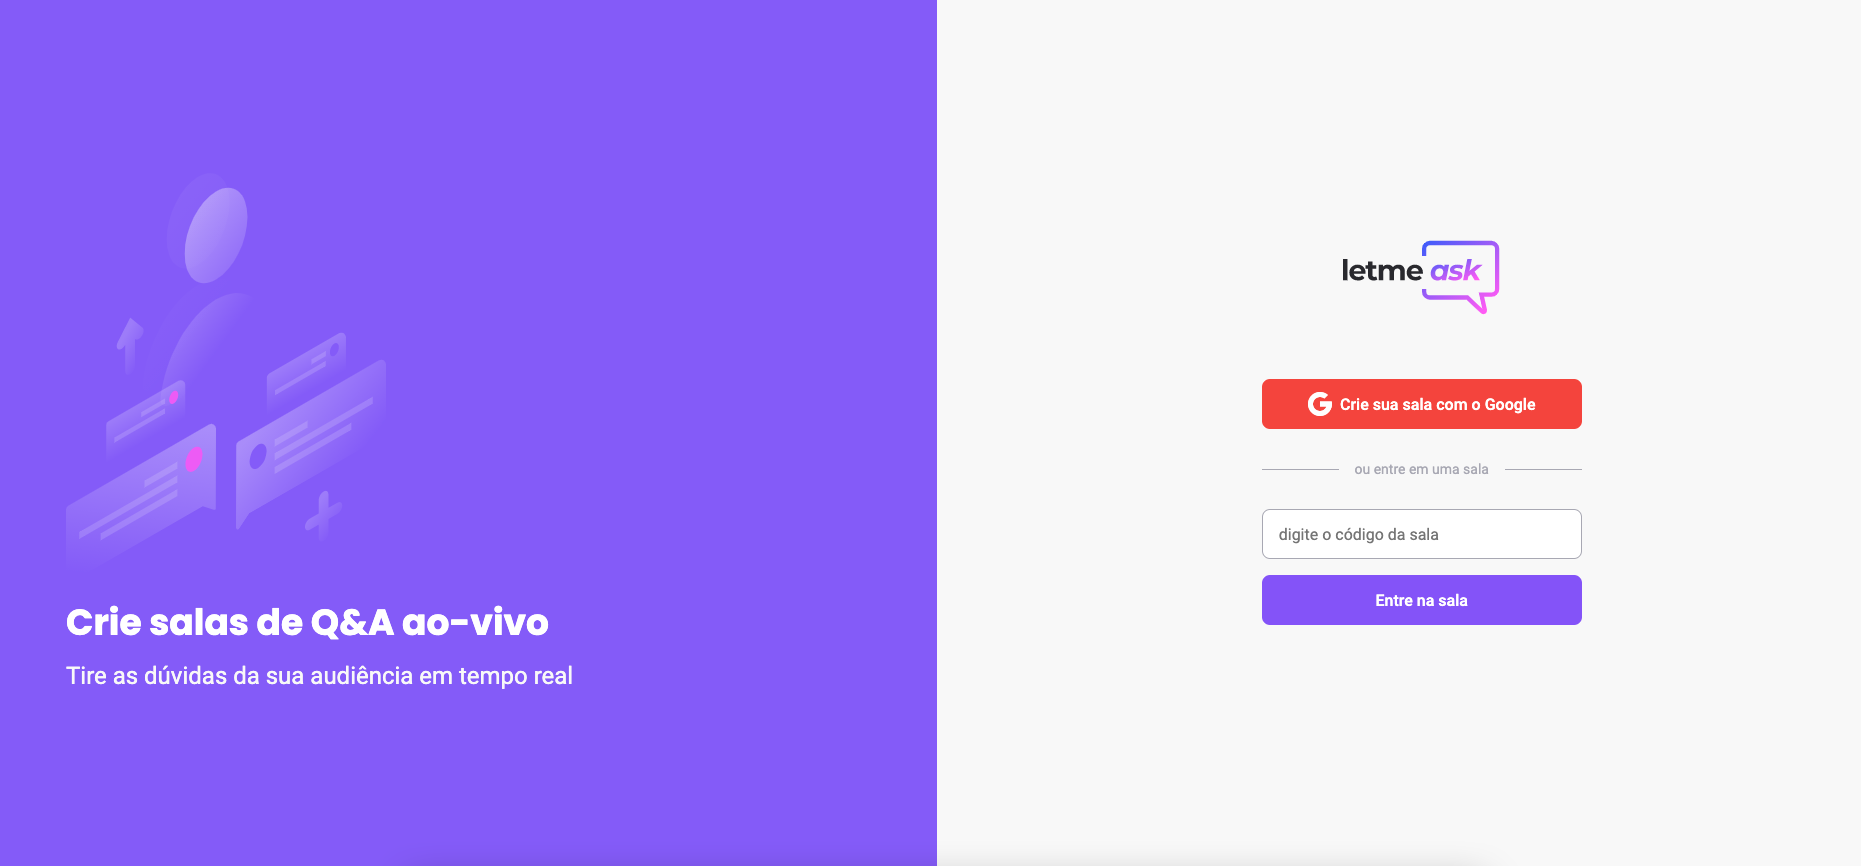 Crie salas de Q&A ao-vivo
Tire as dúvidas da sua audiência em tempo real
letme ask
Crie sua sala com o Google
ou entre em uma sala
digite o código da sala
Entre na sala